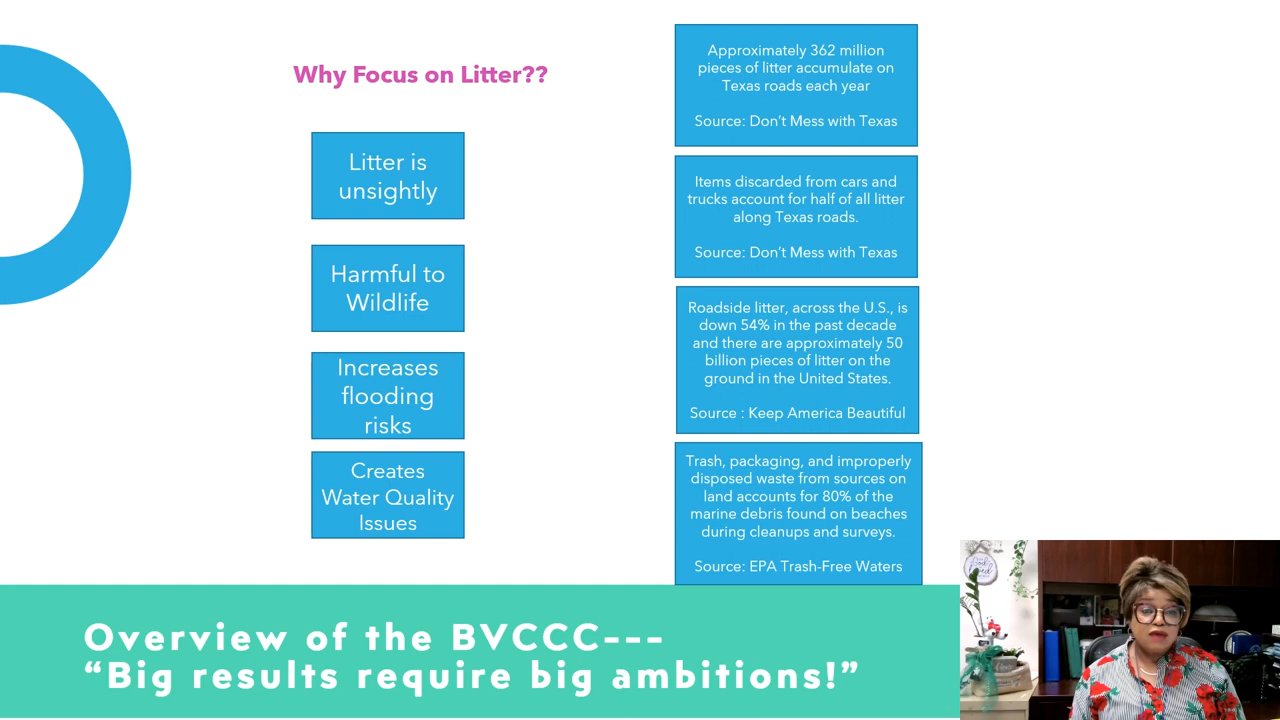 Why Focus on Litter??
Litter is
unsightly
Harmful to
Wildlife
Increases
flooding
risks
Creates
Water Quality
Issues
Approximately 362 million
pieces of litter accumulate on
Texas roads each year
Source: Don't Mess with Texas
Items discarded from cars and
trucks account for half of all litter
along Texas roads.
Source: Don't Mess with Texas
Roadside litter, across the U.S., is
down 54% in the past decade
and there are approximately 50
billion pieces of litter on the
ground in the United States.
Source : Keep America Beautiful
Trash, packaging, and improperly
disposed waste from sources on
land accounts for 80% of the
marine debris found on beaches
during cleanups and surveys.
Source: EPA Trash-Free Waters
Overview of the BVCCC---
“Big results require big ambitions!”